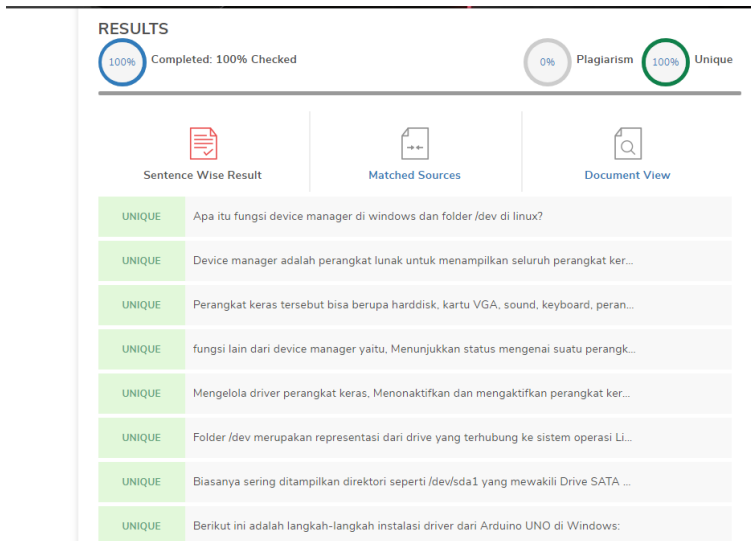 RESULTS
100% Completed: 100% Checked 0% Plagiarism 100% Unique
Sentence Wise Result Matched Sources Document View
UNIQUE Apa itu fungsi device manager di windows dan folder /dev di linux?
UNIQUE Device manager adalah perangkat lunak untuk menampilkan seluruh perangkat ker...
UNIQUE Perangkat keras tersebut bisa berupa harddisk, kartu VGA, sound, keyboard, peran...
UNIQUE fungsi lain dari device manager yaitu, Menunjukkan status mengenai suatu perangk...
UNIQUE Mengelola driver perangkat keras, Menonaktifkan dan mengaktifkan perangkat ker...
UNIQUE Folder /dev merupakan representasi dari drive yang terhubung ke sistem operasi Li...
UNIQUE Biasanya sering ditampilkan direktori seperti /dev/sda1 yang mewakili Drive SATA ...
UNIQUE Berikut ini adalah langkah-langkah instalasi driver dari Arduino UNO di Windows: